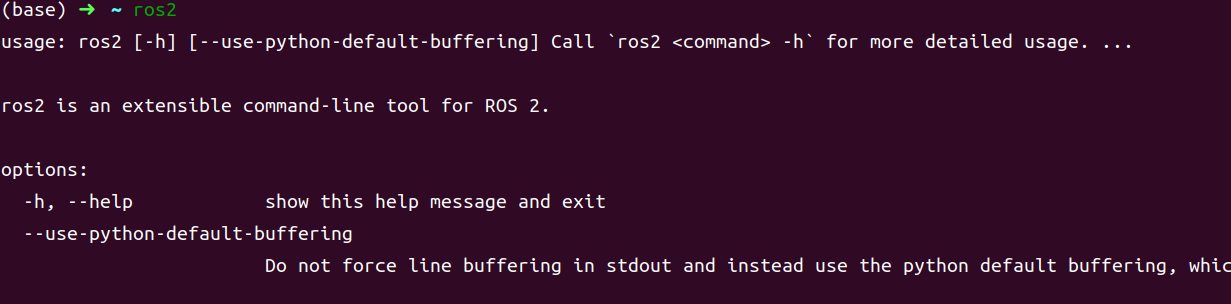 (base) ➜ ~ ros2
usage: ros2 [-h] [--use-python-default-buffering] Call `ros2 <command> -h` for more detailed usage. ...
ros2 is an extensible command-line tool for ROS 2.
options:
-h, --help show this help message and exit
--use-python-default-buffering
Do not force line buffering in stdout and instead use the python default buffering,